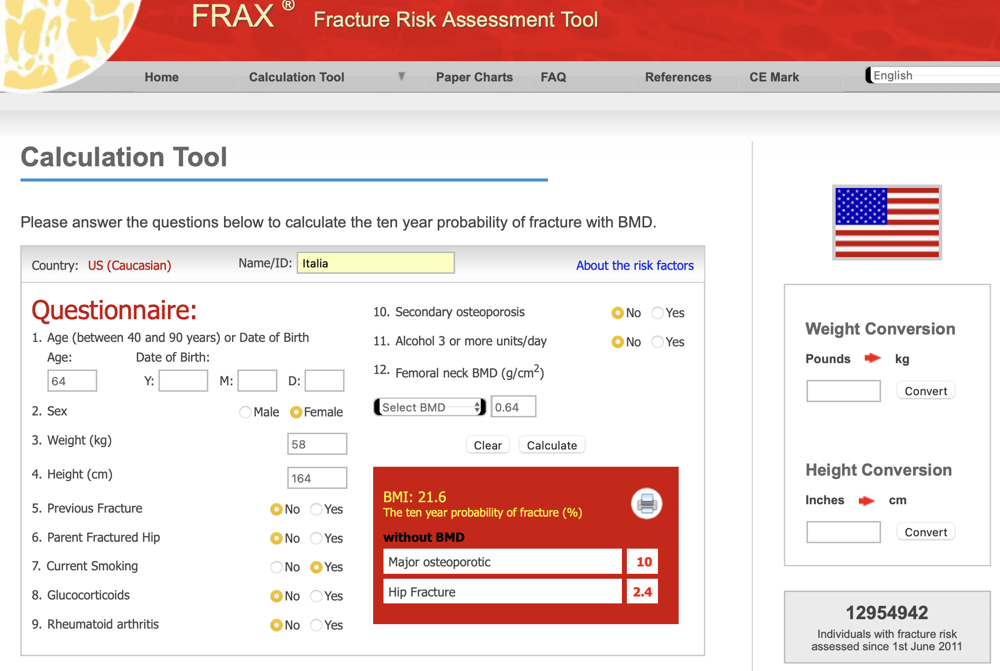 FRAX ® Fracture Risk Assessment Tool
Home Calculation Tool ▼ Paper Charts FAQ References CE Mark English
Calculation Tool
Please answer the questions below to calculate the ten year probability of fracture with BMD.
Country: US (Caucasian) Name/ID: Italia About the risk factors
Questionnaire:
1. Age (between 40 and 90 years) or Date of Birth
Age: Date of Birth:
64 Y: M: D:
2. Sex Male Female
3. Weight (kg) 58
4. Height (cm) 164
5. Previous Fracture No Yes
6. Parent Fractured Hip No Yes
7. Current Smoking No Yes
8. Glucocorticoids No Yes
9. Rheumatoid arthritis No Yes
10. Secondary osteoporosis No Yes
11. Alcohol 3 or more units/day No Yes
12. Femoral neck BMD (g/cm²)
Select BMD 0.64
Clear Calculate
BMI: 21.6
The ten year probability of fracture (%)
without BMD
Major osteoporotic 10
Hip Fracture 2.4
Weight Conversion
Pounds kg
Convert
Height Conversion
Inches cm
Convert
12954942
Individuals with fracture risk
assessed since 1st June 2011